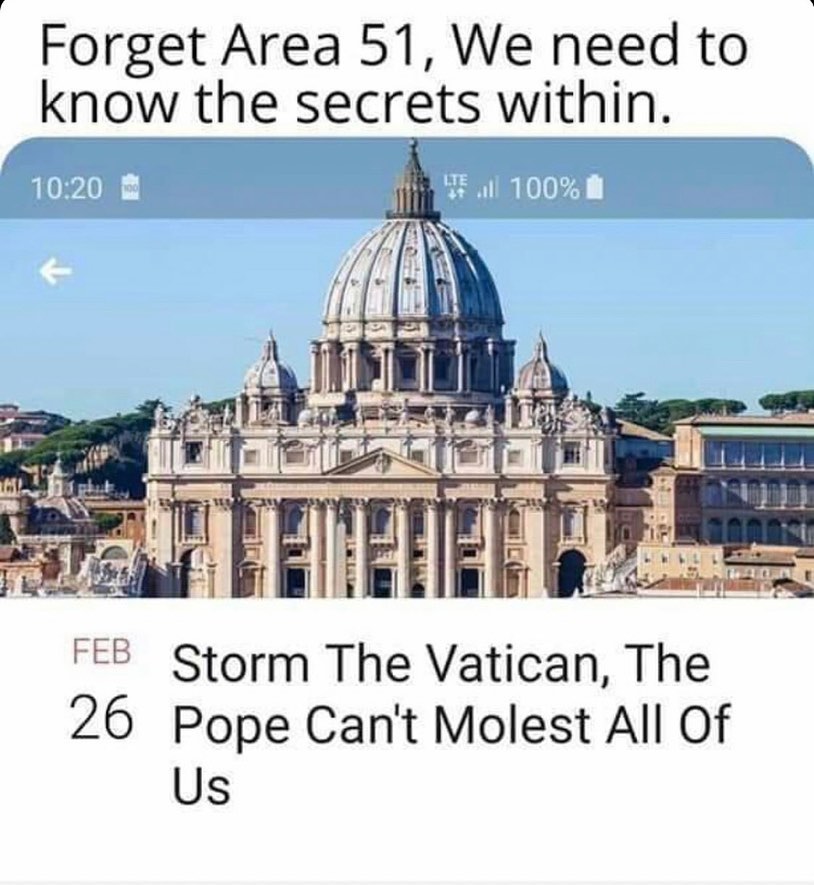 Forget Area 51, We need to
know the secrets within.
10:20 100 LTE 100%
FEB
26
Storm The Vatican, The
Pope Can't Molest All Of
Us